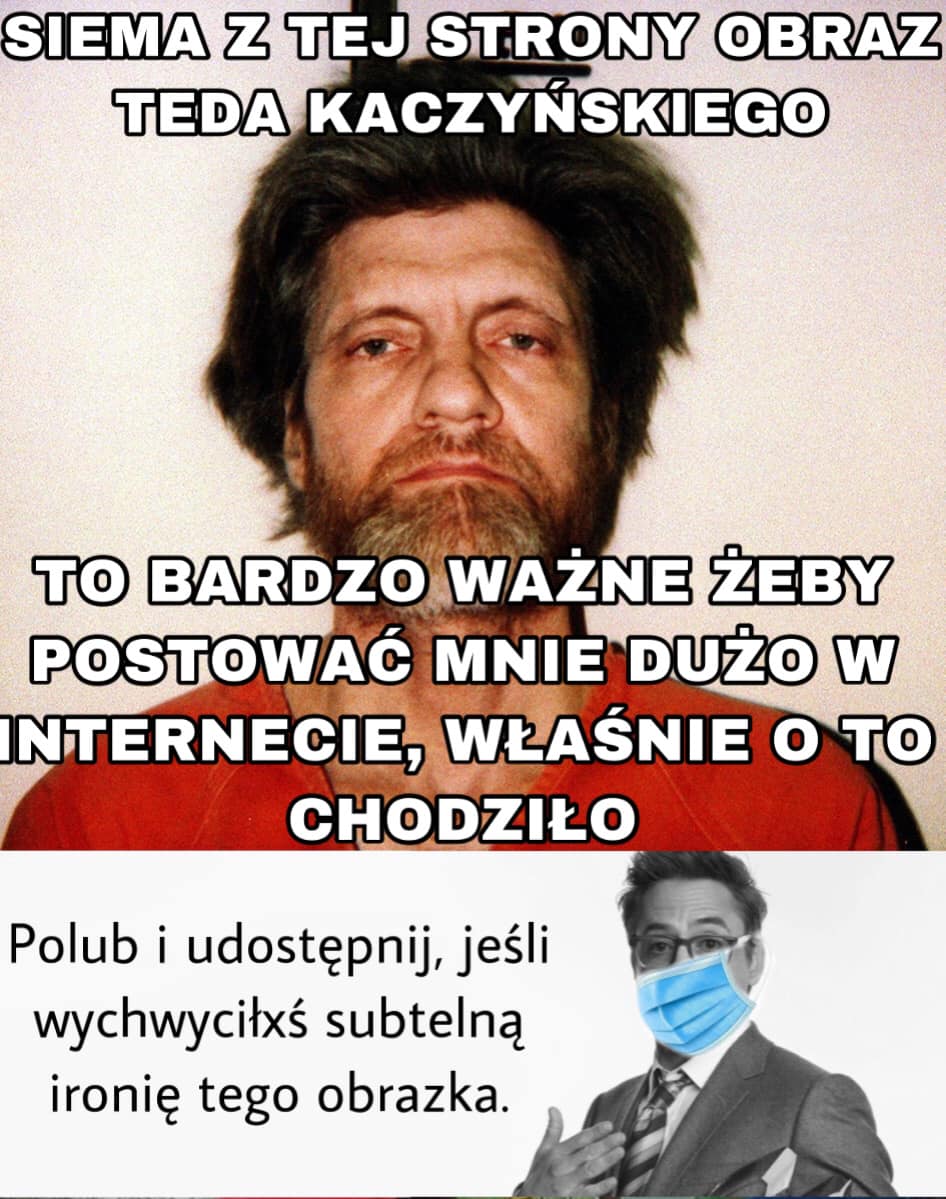 SIEMA Z TEJ STRONY OBRAZ
TEDA KACZYŃSKIEGO
TO BARDZO WAŻNE ŻEBY
POSTOWAĆ MNIE DUŻO W
INTERNECIE, WŁAŚNIE O TO
CHODZIŁO
Polub i udostępnij, jeśli
wychwyciłxś subtelną
ironię tego obrazka.